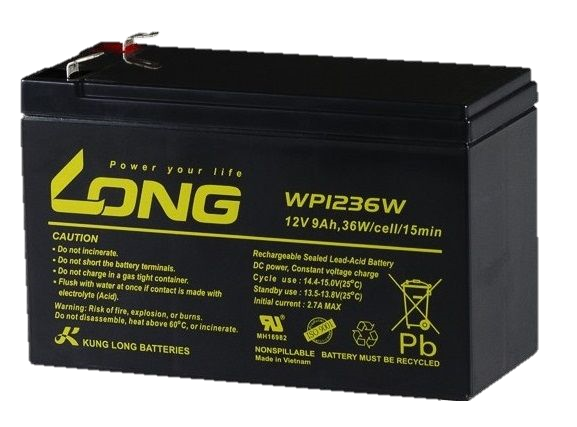 Power your life
LONG
WP1236W
12V 9Ah,36W/cell/15min
CAUTION
• Do not incinerate.
• Do not short the battery terminals.
• Do not charge in a gas tight container.
• Flush with water at once if contact is made with
electrolyte (Acid).
Warning: Risk of fire, explosion, or burns.
Do not disassemble, heat above 60°C, or incinerate.
KUNG LONG BATTERIES
Rechargeable Sealed Lead-Acid Battery
DC power, Constant voltage charge
Cycle use : 14.4-15.0V(25°C)
Standby use : 13.5-13.8V(25°C)
Initial current : 2.7A MAX
MH16982
ISO 9001
Pb
NONSPILLABLE BATTERY MUST BE RECYCLED
Made in Vietnam